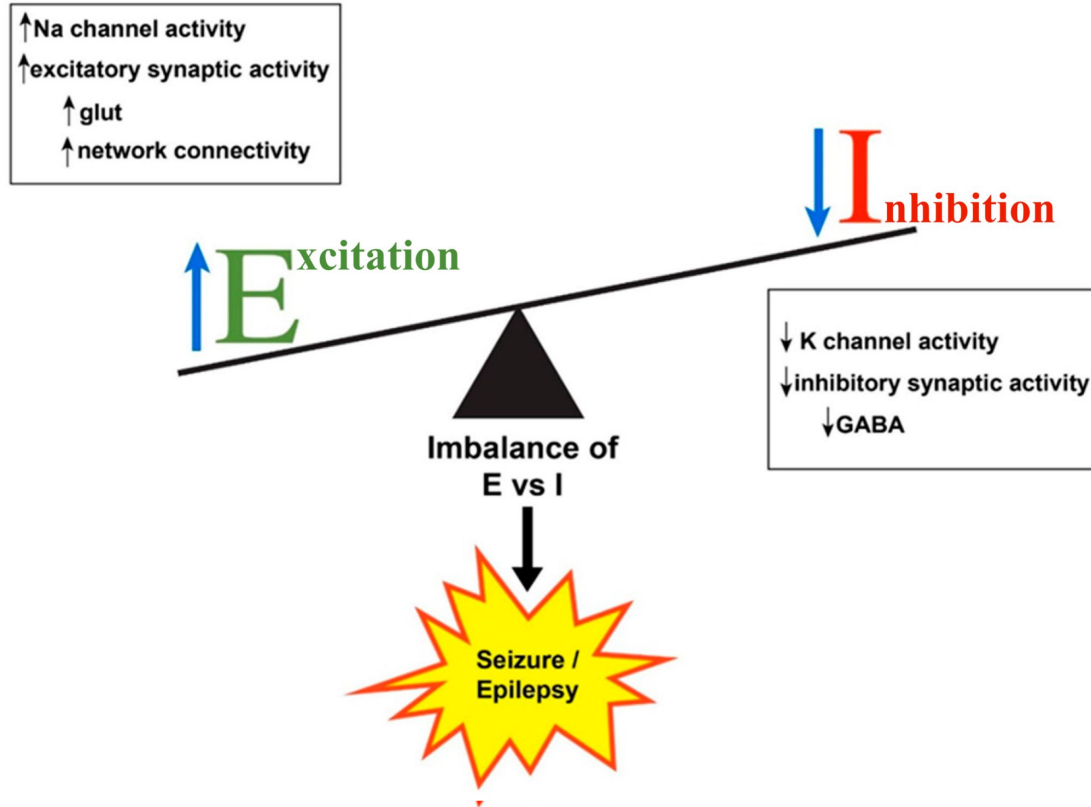 ↑Na channel activity
↑excitatory synaptic activity
↑glut
↑network connectivity
↓Inhibition
↑Excitation
↓ K channel activity
↓inhibitory synaptic activity
↓GABA
Imbalance of
E vs I
Seizure /
Epilepsy